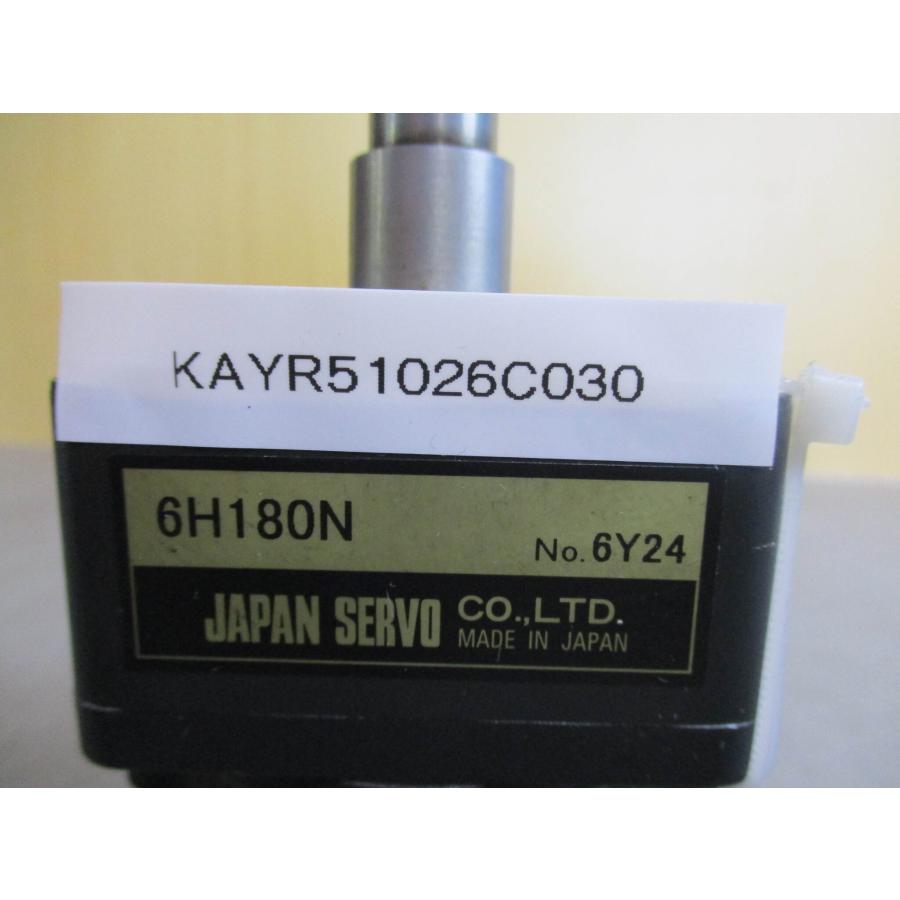 KAYR51026C030
6H180N
No. 6Y24
JAPAN SERVO CO.,LTD.
MADE IN JAPAN